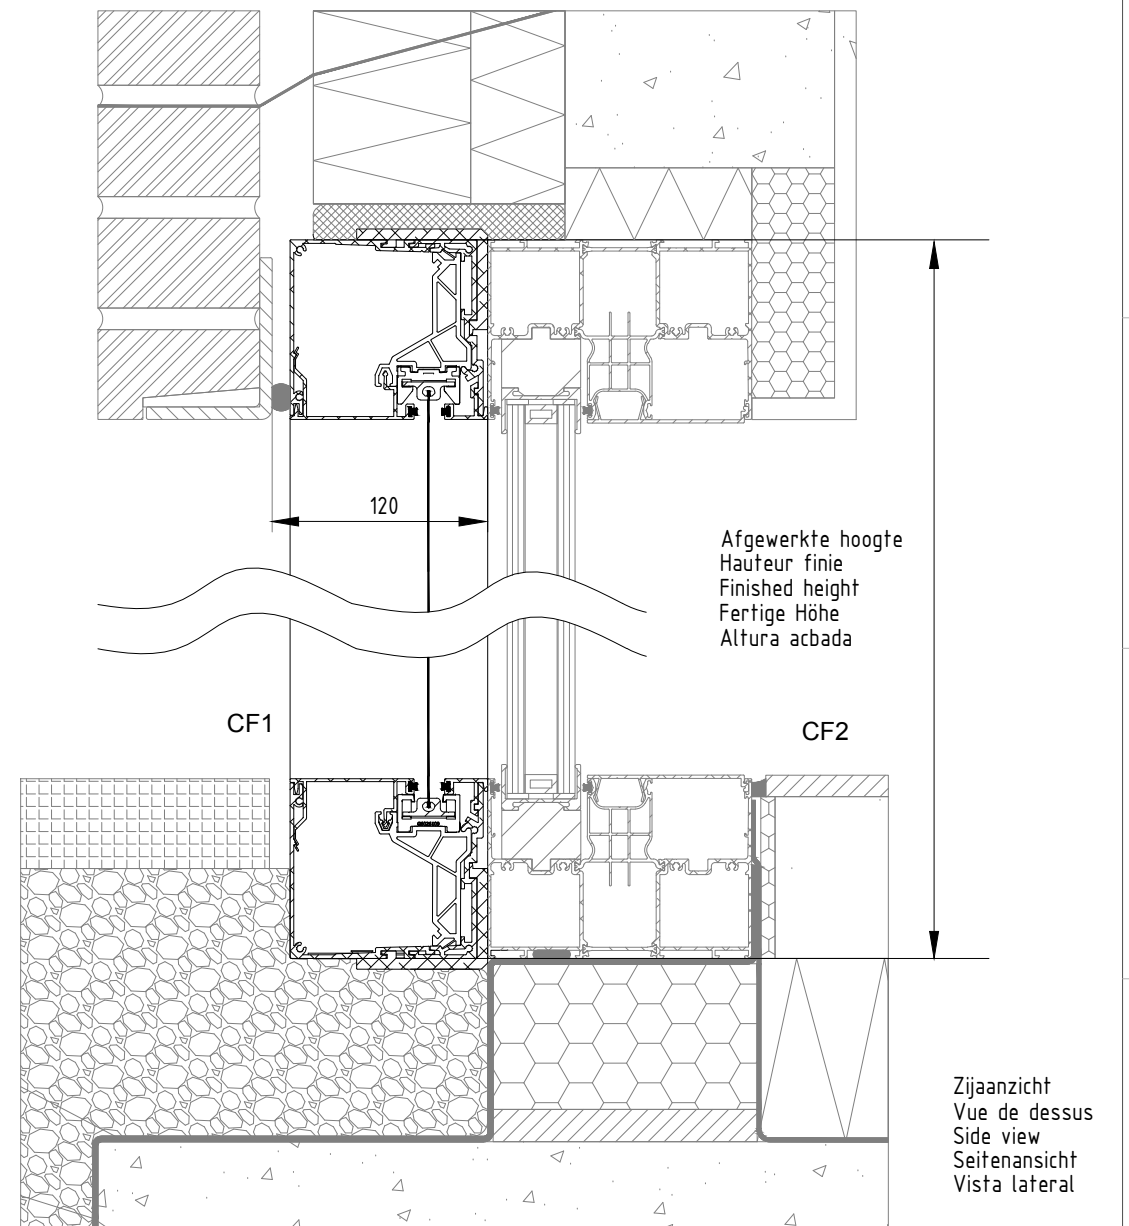 120
Afgewerkte hoogte
Hauteur finie
Finished height
Fertige Höhe
Altura acbada
CF1
CF2
Zijaanzicht
Vue de dessus
Side view
Seitenansicht
Vista lateral